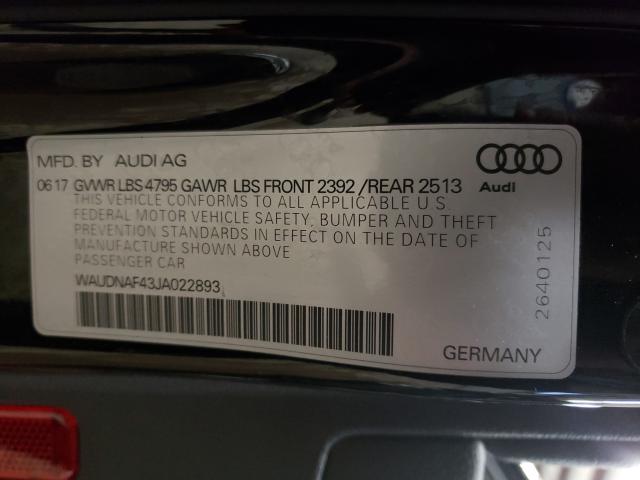 MFD. BY AUDI AG
06 17 GVWR LBS 4795 GAWR LBS FRONT 2392 /REAR 2513
Audi
THIS VEHICLE CONFORMS TO ALL APPLICABLE U.S.
FEDERAL MOTOR VEHICLE SAFETY, BUMPER AND THEFT
PREVENTION STANDARDS IN EFFECT ON THE DATE OF
MANUFACTURE SHOWN ABOVE
PASSENGER CAR
WAUDNAF43JA022893
2640125
GERMANY